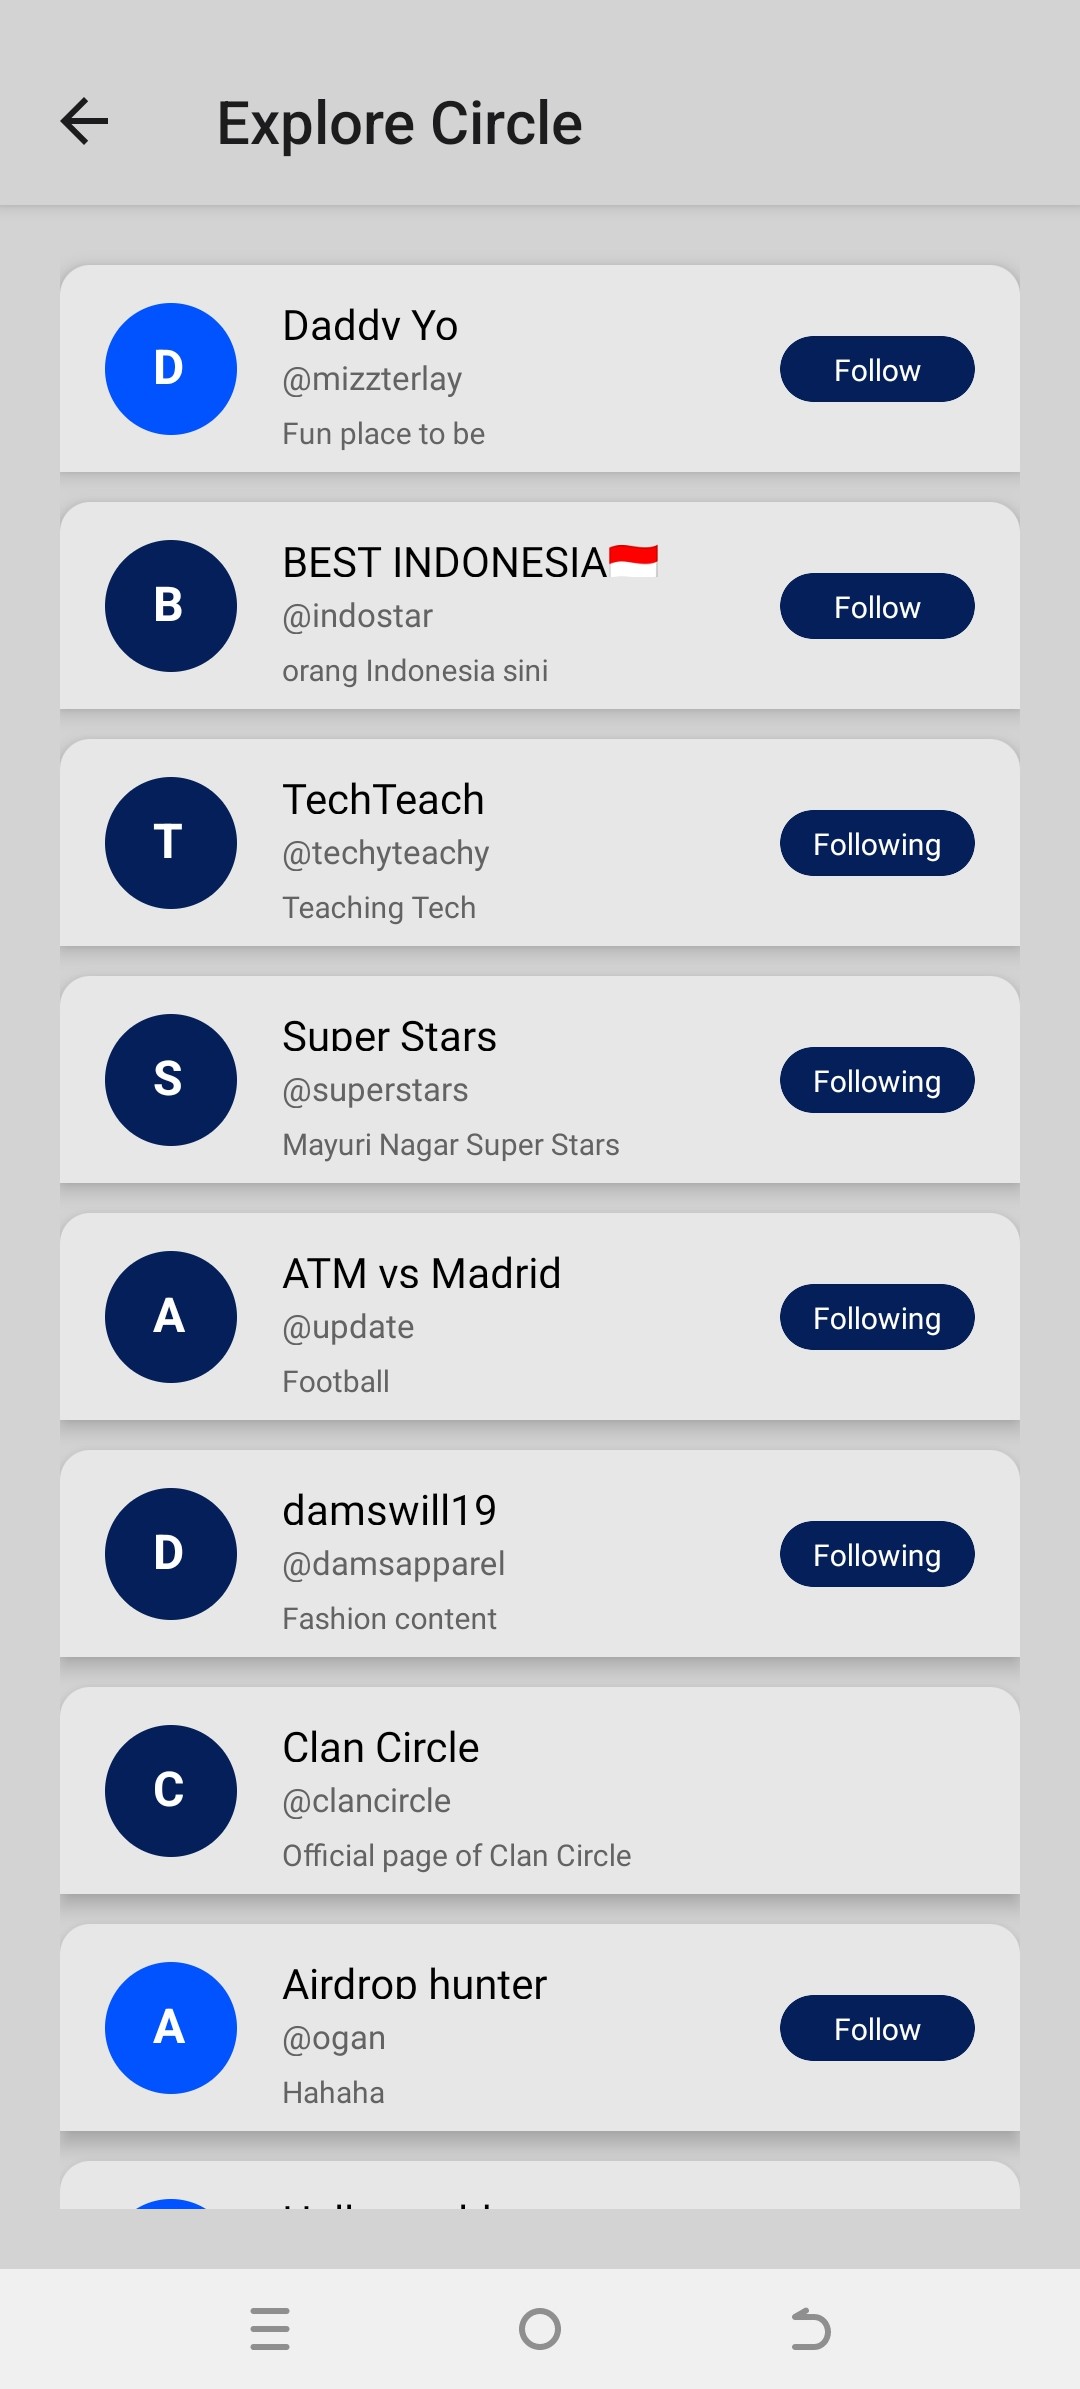 Explore Circle
D
Daddy Yo
@mizzterlay
Fun place to be
Follow
B
BEST INDONESIA🇮🇩
@indostar
orang Indonesia sini
Follow
T
TechTeach
@techyteachy
Teaching Tech
Following
S
Super Stars
@superstars
Mayuri Nagar Super Stars
Following
A
ATM vs Madrid
@update
Football
Following
D
damswill19
@damsapparel
Fashion content
Following
C
Clan Circle
@clancircle
Official page of Clan Circle
A
Airdrop hunter
@ogan
Hahaha
Follow